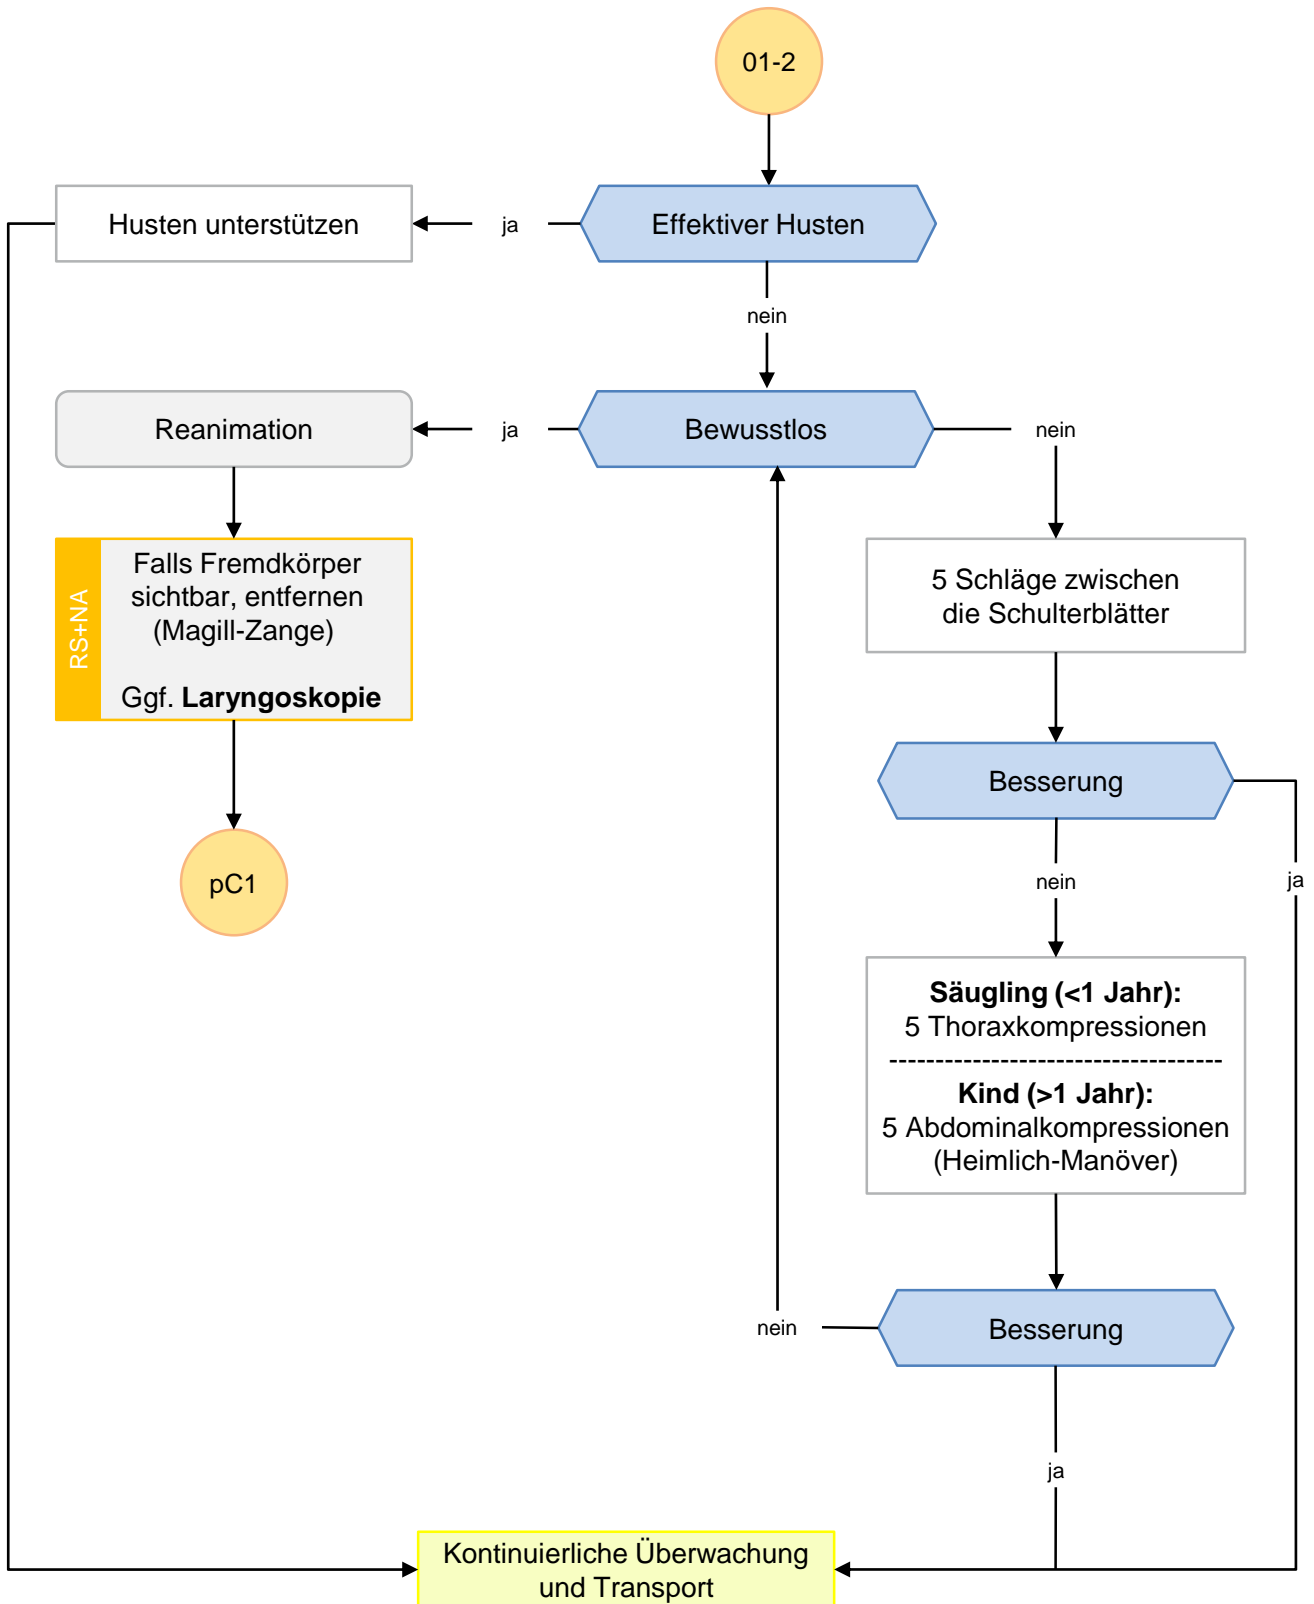 01-2
Husten unterstützen
ja
Effektiver Husten
nein
Reanimation
ja
Bewusstlos
nein
RS+NA
Falls Fremdkörper
sichtbar, entfernen
(Magill-Zange)
Ggf. Laryngoskopie
5 Schläge zwischen
die Schulterblätter
Besserung
pC1
nein
ja
Säugling (<1 Jahr):
5 Thoraxkompressionen
------------------------------------
Kind (>1 Jahr):
5 Abdominalkompressionen
(Heimlich-Manöver)
nein
Besserung
ja
Kontinuierliche Überwachung
und Transport